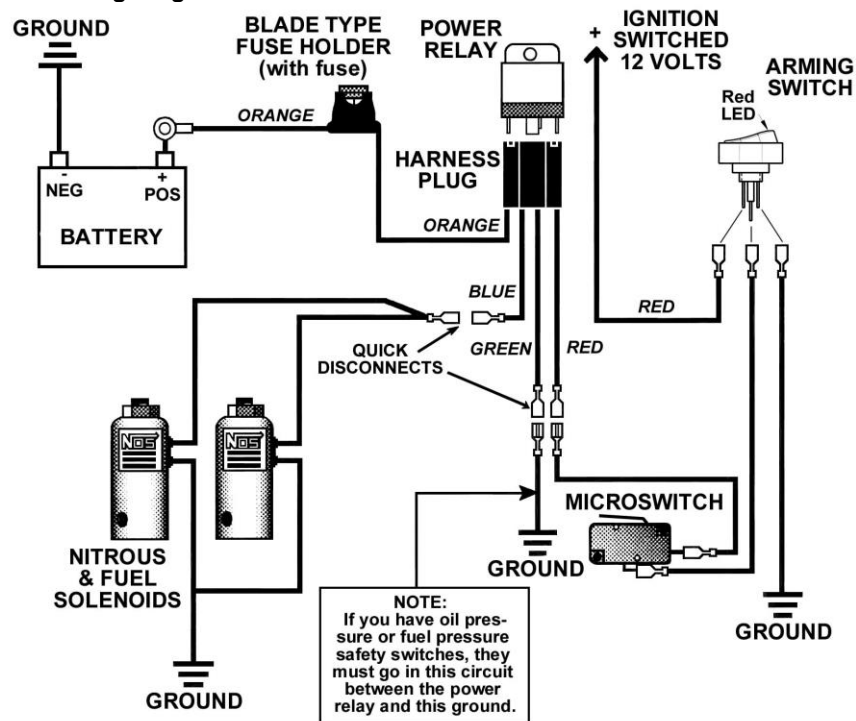 GROUND
BLADE TYPE
FUSE HOLDER
(with fuse)
POWER
RELAY
+
IGNITION
SWITCHED
12 VOLTS
ARMING
SWITCH
Red
LED
ORANGE
-
NEG
+
POS
BATTERY
HARNESS
PLUG
ORANGE
BLUE
RED
QUICK
DISCONNECTS
GREEN
RED
NOS
NOS
NITROUS
& FUEL
SOLENOIDS
MICROSWITCH
GROUND
GROUND
GROUND
NOTE:
If you have oil pres-
sure or fuel pressure
safety switches, they
must go in this circuit
between the power
relay and this ground.